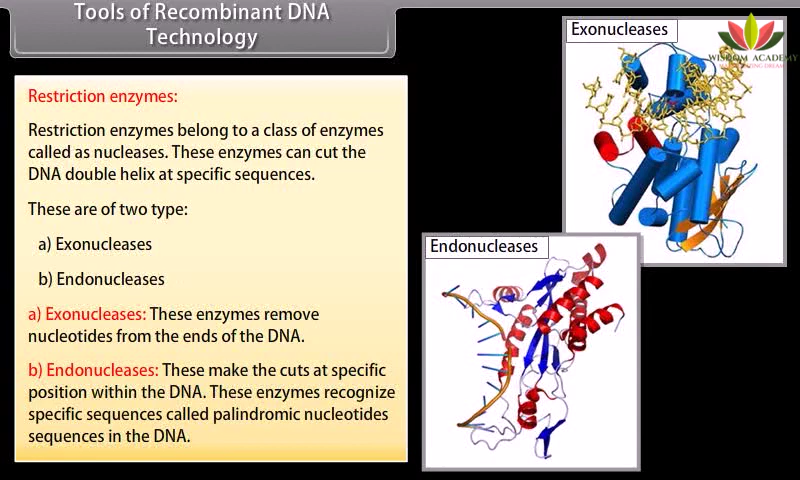 Tools of Recombinant DNA
Technology
Restriction enzymes:
Restriction enzymes belong to a class of enzymes
called as nucleases. These enzymes can cut the
DNA double helix at specific sequences.
These are of two type:
a) Exonucleases
b) Endonucleases
a) Exonucleases: These enzymes remove
nucleotides from the ends of the DNA.
b) Endonucleases: These make the cuts at specific
position within the DNA. These enzymes recognize
specific sequences called palindromic nucleotides
sequences in the DNA.
Exonucleases
WISDOM ACADEMY
Endonucleases